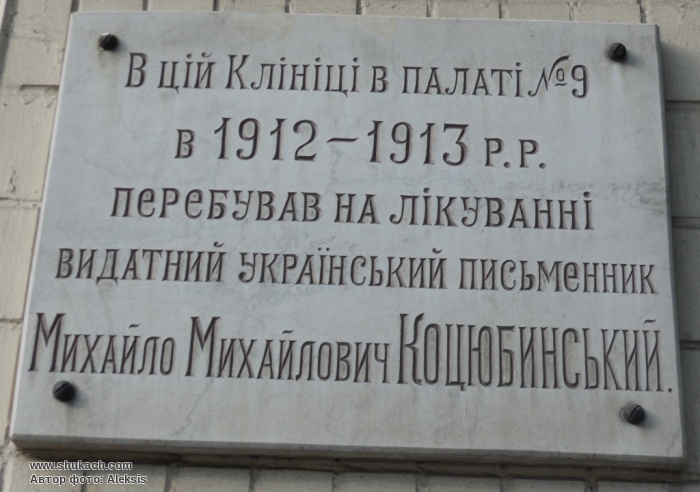 В цій Клініці в палаті №9
в 1912–1913 р.р.
перебував на лікуванні
видатний український письменник
Михайло Михайлович Коцюбинський.
www.shukach.com
Автор фото: Aleksis